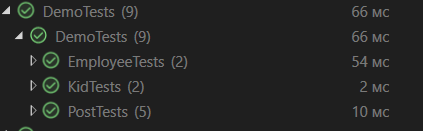 DemoTests (9) 66 мс
DemoTests (9) 66 мс
EmployeeTests (2) 54 мс
KidTests (2) 2 мс
PostTests (5) 10 мс